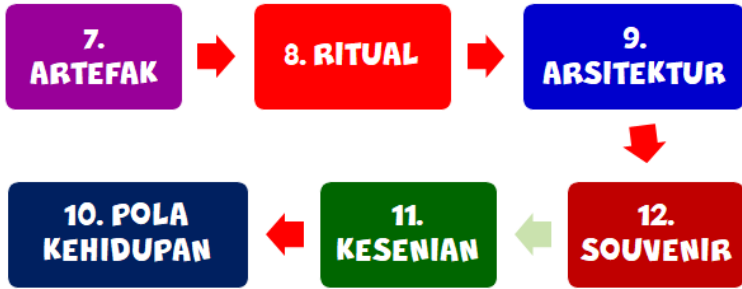 7.
ARTEFAK
8. RITUAL
9.
ARSITEKTUR
10. POLA
KEHIDUPAN
11.
KESENIAN
12.
SOUVENIR